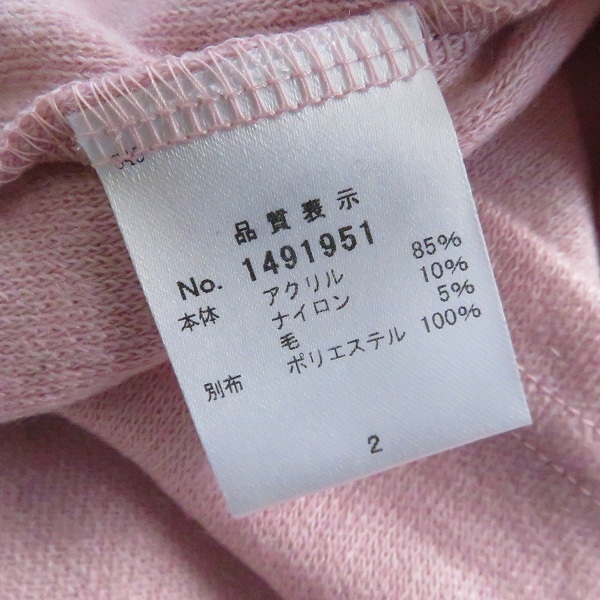 品質表示
No. 1491951
本体 アクリル 85%
ナイロン 10%
毛 5%
別布 ポリエステル 100%
2